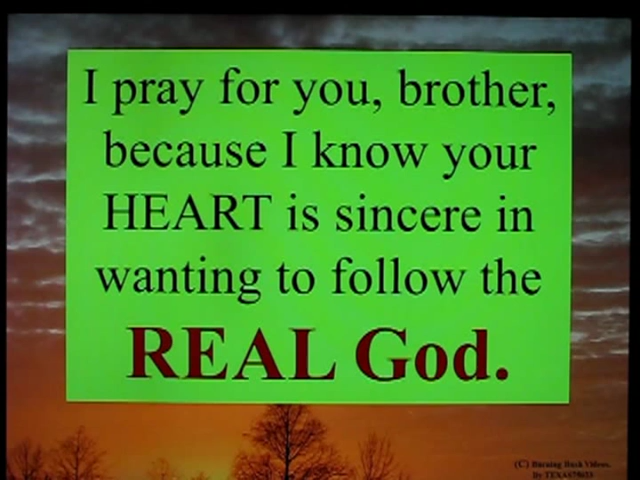 I pray for you, brother,
because I know your
HEART is sincere in
wanting to follow the
REAL God.
(C) Burning Bush Videos.